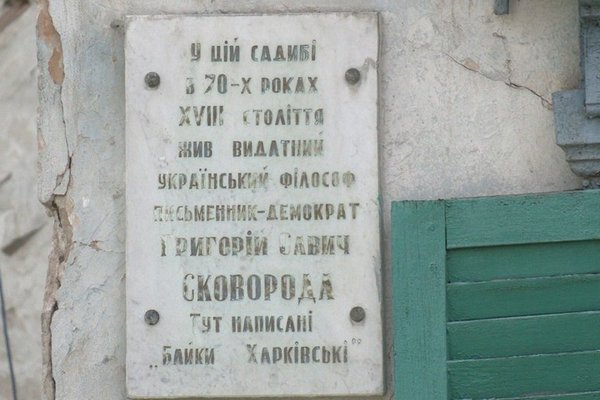 У ЦІЙ САДИБІ
З 70-Х РОКАХ
XVIII СТОЛІТТЯ
ЖИВ ВИДАТНИЙ
УКРАЇНСЬКИЙ ФІЛОСОФ
ПИСЬМЕННИК-ДЕМОКРАТ
ГРИГОРІЙ САВИЧ
СКОВОРОДА
ТУТ НАПИСАНІ
„БАЙКИ ХАРКІВСЬКІ"